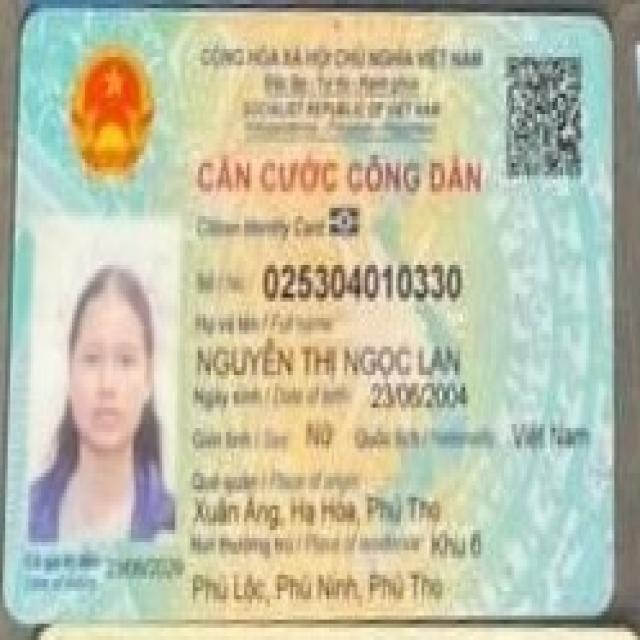 CỘNG HÒA XÃ HỘI CHỦ NGHĨA VIỆT NAM
Độc lập - Tự do - Hạnh phúc
SOCIALIST REPUBLIC OF VIET NAM
CĂN CƯỚC CÔNG DÂN
Citizen Identity Card
Số / No. 025304010330
Họ và tên / Full name
NGUYỄN THỊ NGỌC LAN
Ngày sinh / Date of birth 23/06/2004
Giới tính / Sex Nữ Quốc tịch / Nationality Việt Nam
Quê quán / Place of origin
Xuân Áng, Hạ Hòa, Phú Thọ
Nơi thường trú / Place of residence Khu 6
Phú Lộc, Phù Ninh, Phú Thọ
Có giá trị đến 23/06/2029